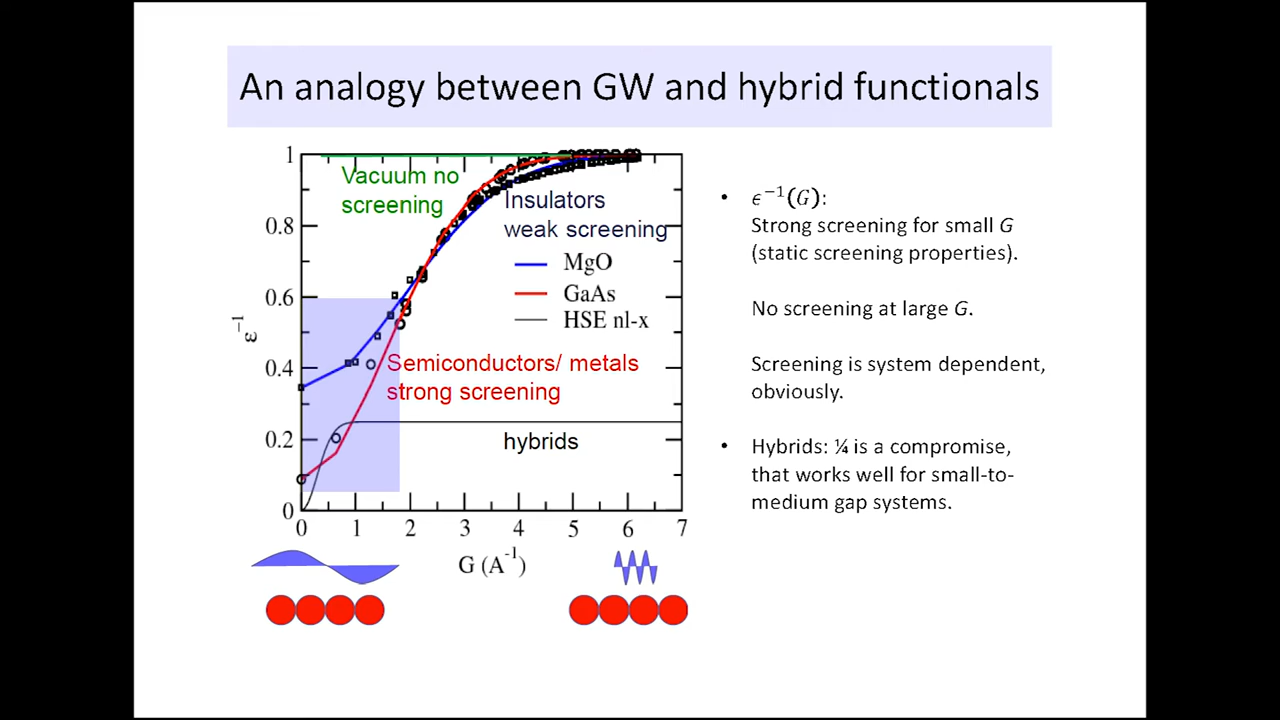 An analogy between GW and hybrid functionals
1
0.8
0.6
0.4
0.2
0
ε⁻¹
Vacuum no
screening
Insulators
weak screening
MgO
GaAs
HSE nl-x
Semiconductors/ metals
strong screening
hybrids
0 1 2 3 4 5 6 7
G (A⁻¹)
• ϵ⁻¹(G):
Strong screening for small G
(static screening properties).
No screening at large G.
Screening is system dependent,
obviously.
• Hybrids: ¼ is a compromise,
that works well for small-to-
medium gap systems.